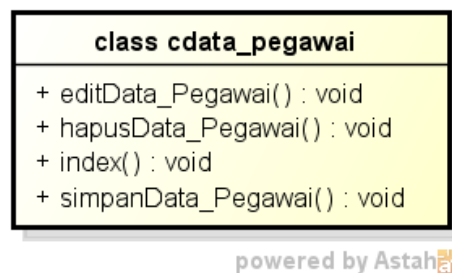 class cdata_pegawai
+ editData_Pegawai() : void
+ hapusData_Pegawai() : void
+ index() : void
+ simpanData_Pegawai() : void
powered by Astah